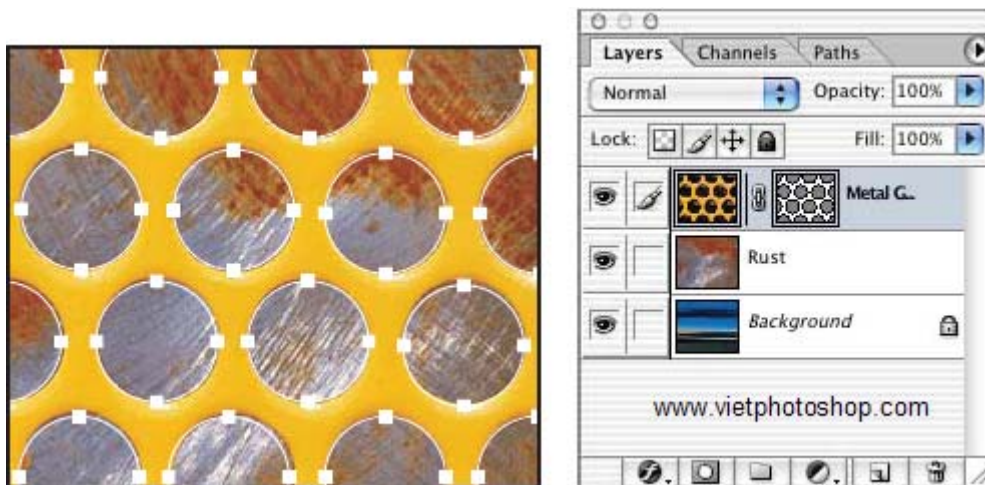 Layers Channels Paths
Normal Opacity: 100%
Lock: Fill: 100%
Metal G...
Rust
Background
www.vietphotoshop.com